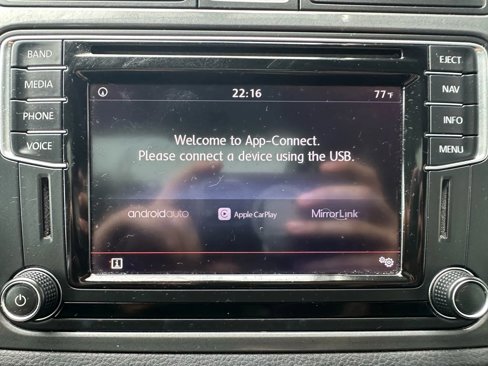 BAND
EJECT
22:16
77°F
MEDIA
NAV
PHONE
INFO
Welcome to App-Connect.
Please connect a device using the USB.
VOICE
MENU
androidauto
Apple CarPlay
MirrorLink